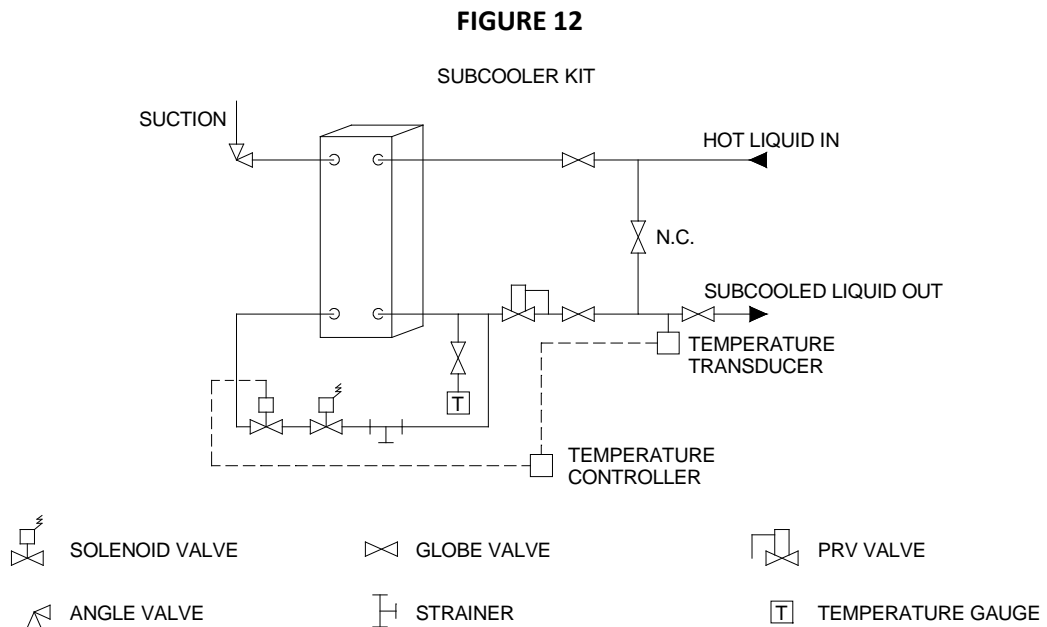 FIGURE 12
SUBCOOLER KIT
SUCTION
HOT LIQUID IN
N.C.
SUBCOOLED LIQUID OUT
TEMPERATURE
TRANSDUCER
T
TEMPERATURE
CONTROLLER
SOLENOID VALVE
GLOBE VALVE
PRV VALVE
ANGLE VALVE
STRAINER
T TEMPERATURE GAUGE